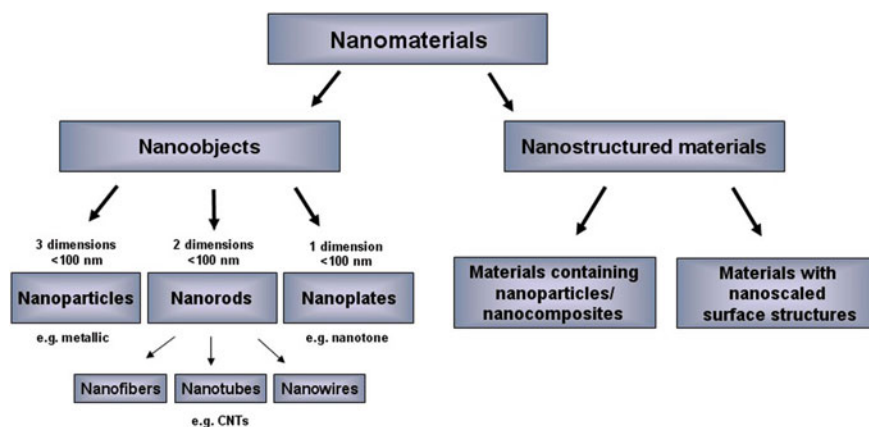 Nanomaterials
Nanoobjects
Nanostructured materials
3 dimensions
<100 nm
2 dimensions
<100 nm
1 dimension
<100 nm
Nanoparticles
Nanorods
Nanoplates
Materials containing
nanoparticles/
nanocomposites
Materials with
nanoscaled
surface structures
e.g. metallic
e.g. nanotone
Nanofibers
Nanotubes
Nanowires
e.g. CNTs